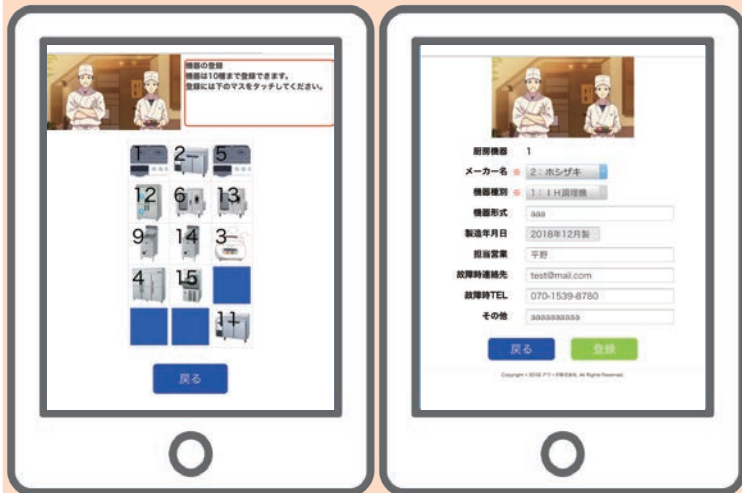 機器の登録
機器は10種まで登録できます。
登録には下のマスをタッチしてください。
1 2 5
12 6 13
9 14 3
4 15
11
戻る
厨房機器 1
メーカー名 ※ 2：ホシザキ
機器種別 ※ 1：IH調理機
機器形式 aaa
製造年月日 2018年12月製
担当営業 平野
故障時連絡先 test@mail.com
故障時TEL 070-1539-8780
その他 aaaaaaaaaa
戻る 登録